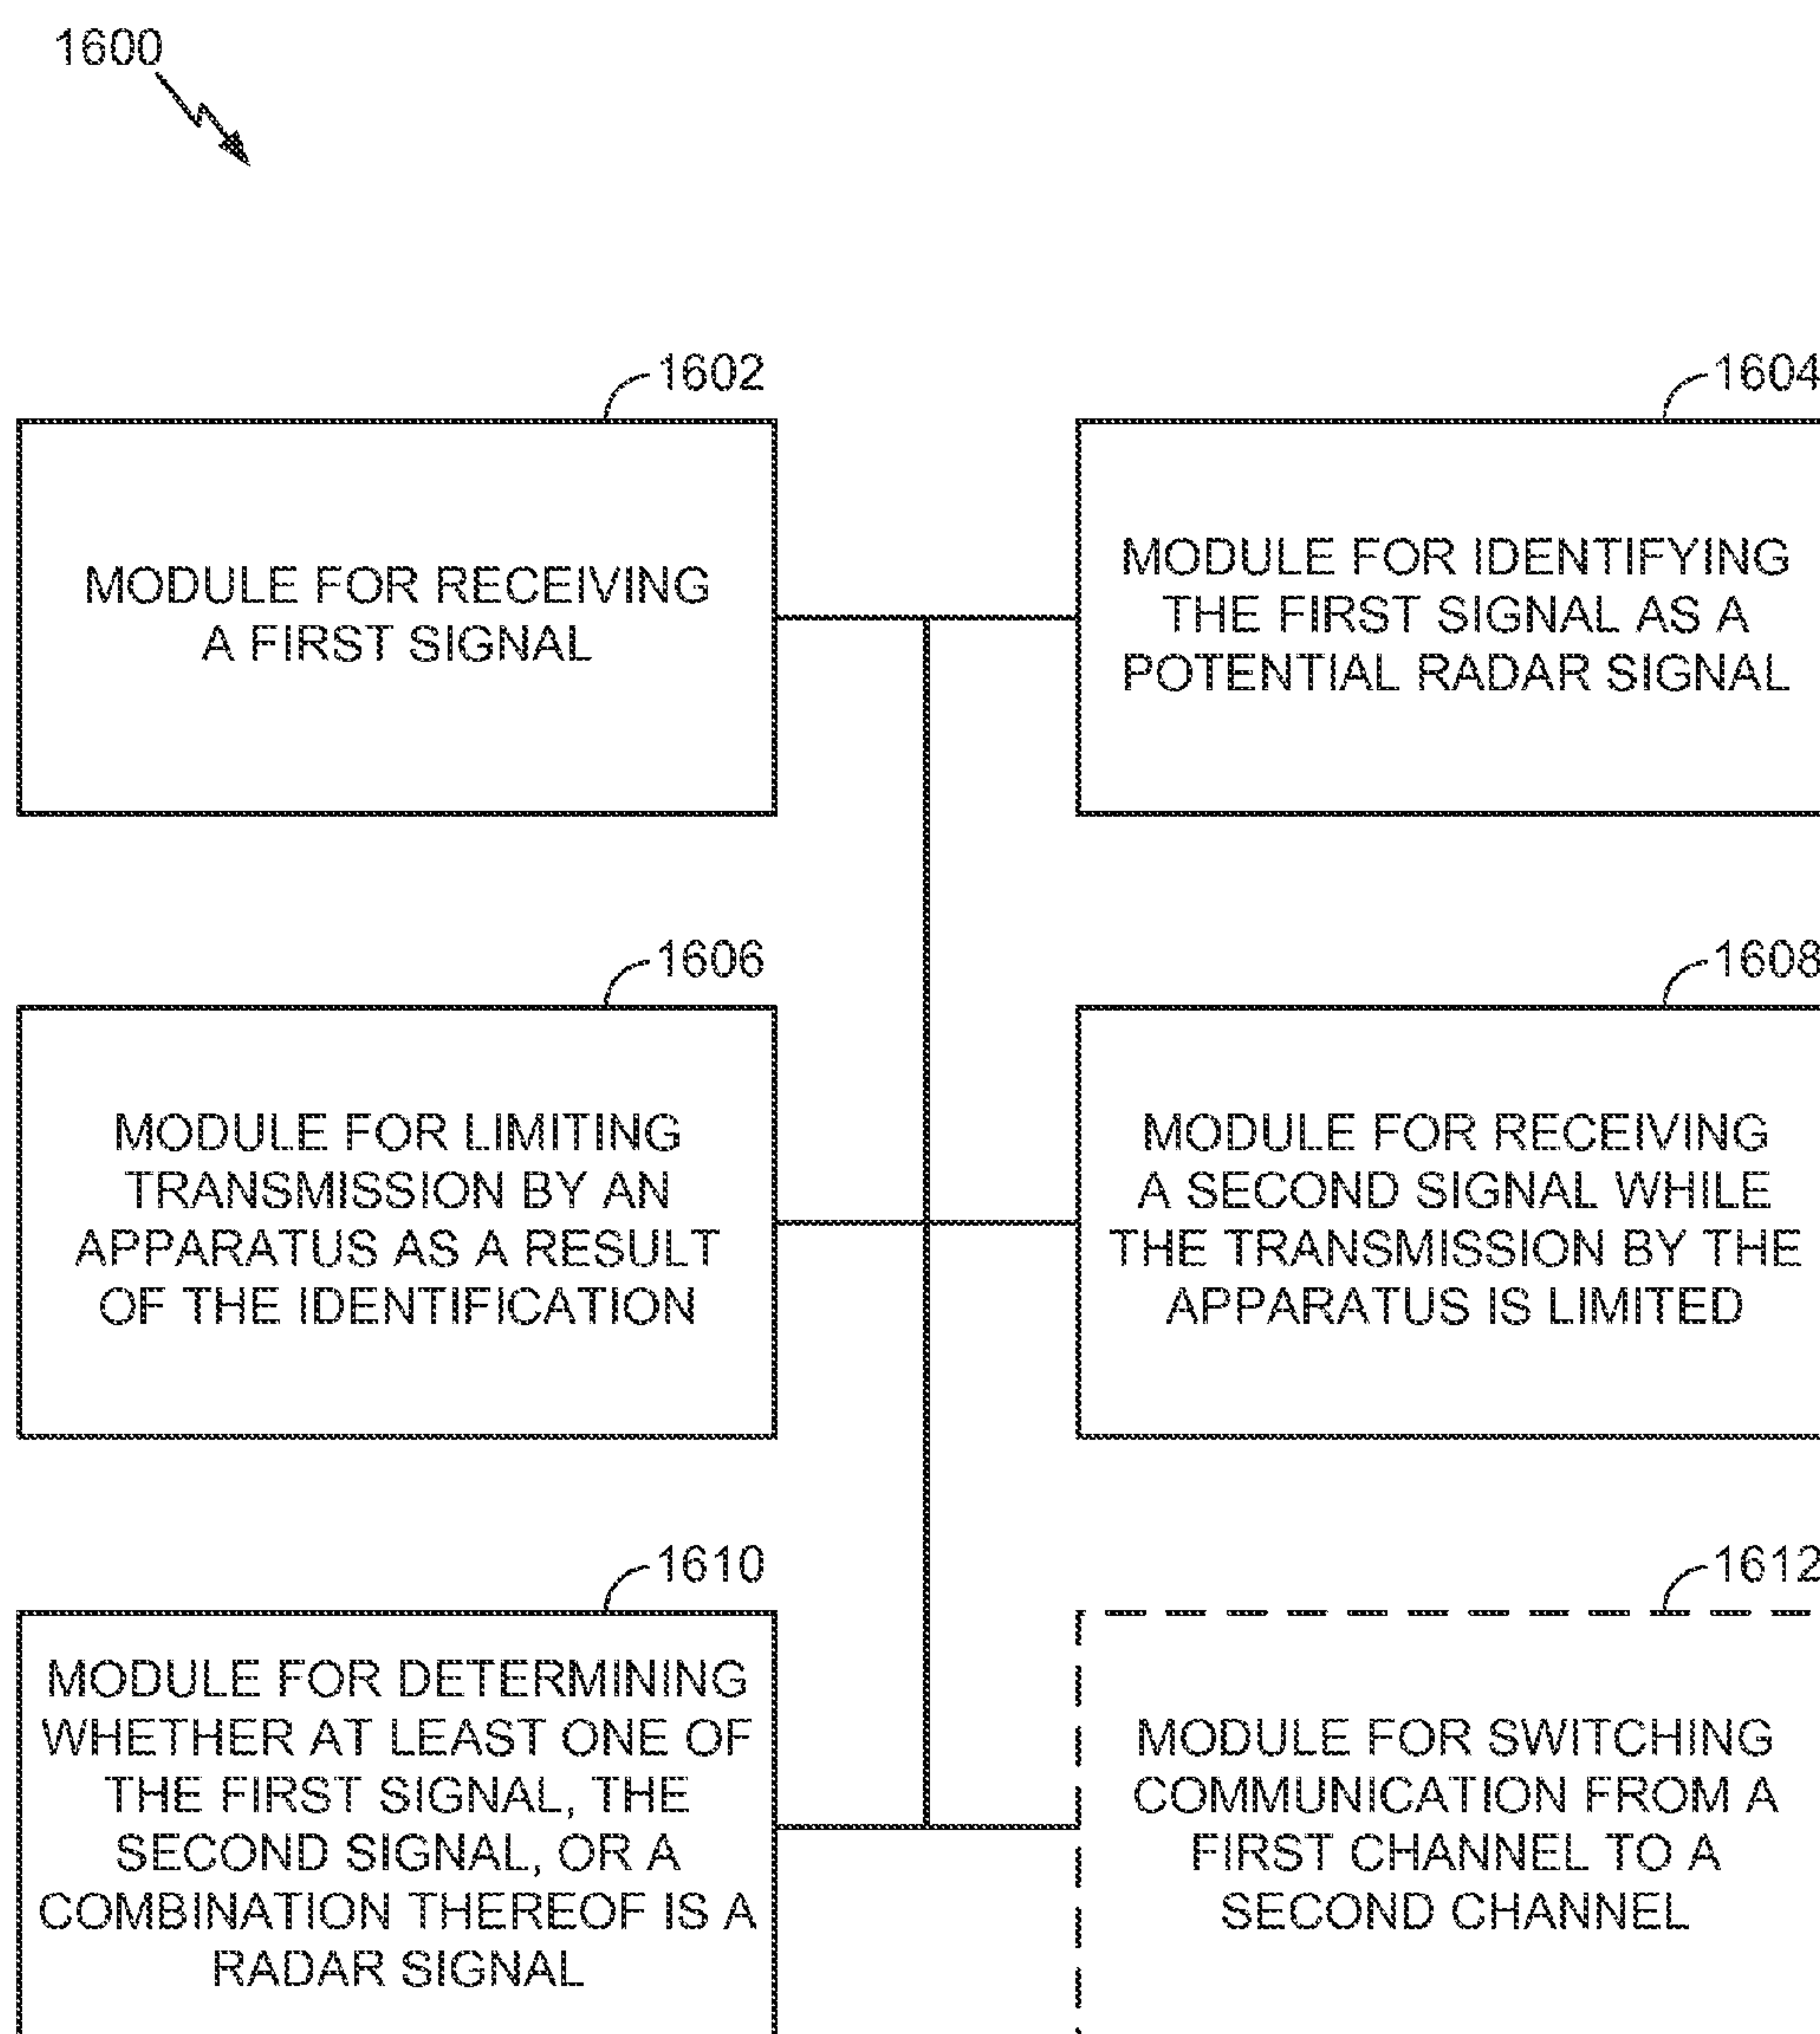 1600
1602
MODULE FOR RECEIVING
A FIRST SIGNAL
1604
MODULE FOR IDENTIFYING
THE FIRST SIGNAL AS A
POTENTIAL RADAR SIGNAL
1606
MODULE FOR LIMITING
TRANSMISSION BY AN
APPARATUS AS A RESULT
OF THE IDENTIFICATION
1608
MODULE FOR RECEIVING
A SECOND SIGNAL WHILE
THE TRANSMISSION BY THE
APPARATUS IS LIMITED
1610
MODULE FOR DETERMINING
WHETHER AT LEAST ONE OF
THE FIRST SIGNAL, THE
SECOND SIGNAL, OR A
COMBINATION THEREOF IS A
RADAR SIGNAL
1612
MODULE FOR SWITCHING
COMMUNICATION FROM A
FIRST CHANNEL TO A
SECOND CHANNEL